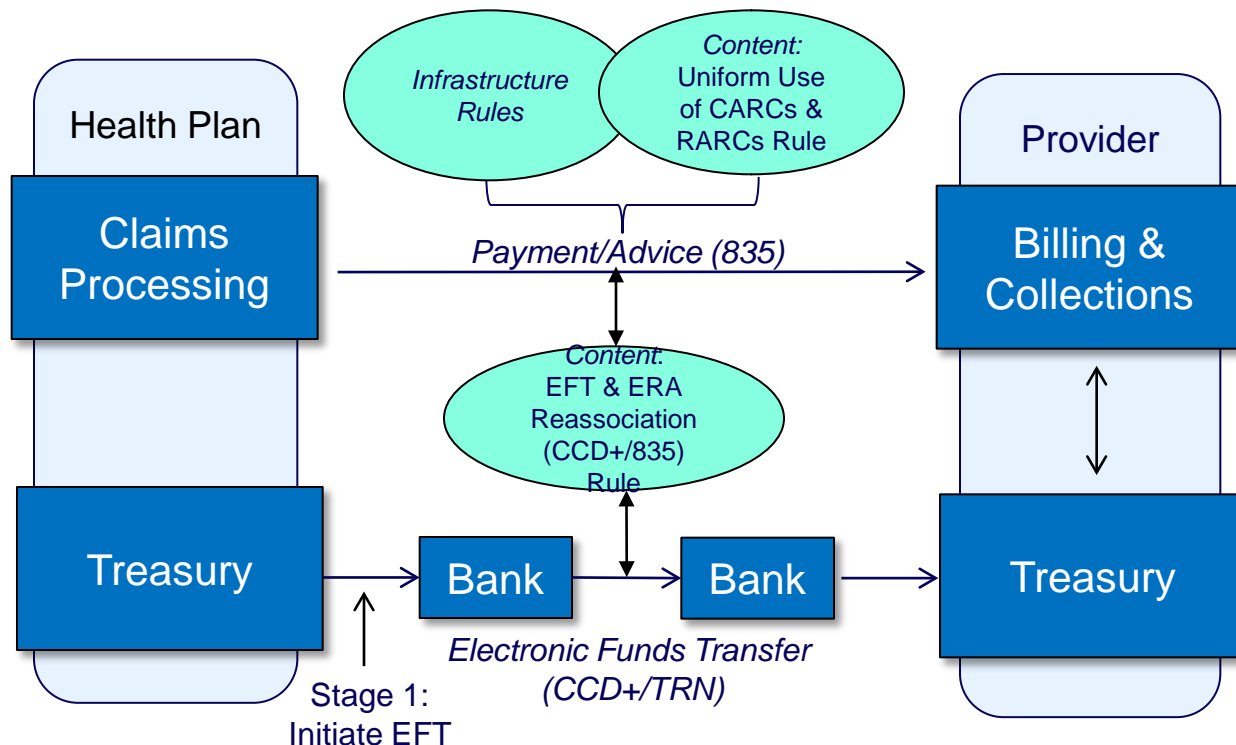 Health Plan
Claims
Processing
Treasury
Infrastructure
Rules
Content:
Uniform Use
of CARCs &
RARCs Rule
Payment/Advice (835)
Content:
EFT & ERA
Reassociation
(CCD+/835)
Rule
Bank
Bank
Electronic Funds Transfer
(CCD+/TRN)
Stage 1:
Initiate EFT
Provider
Billing &
Collections
Treasury